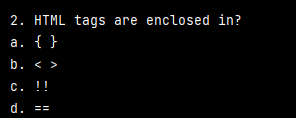 2. HTML tags are enclosed in?
a. { }
b. < >
c. !!
d. ==